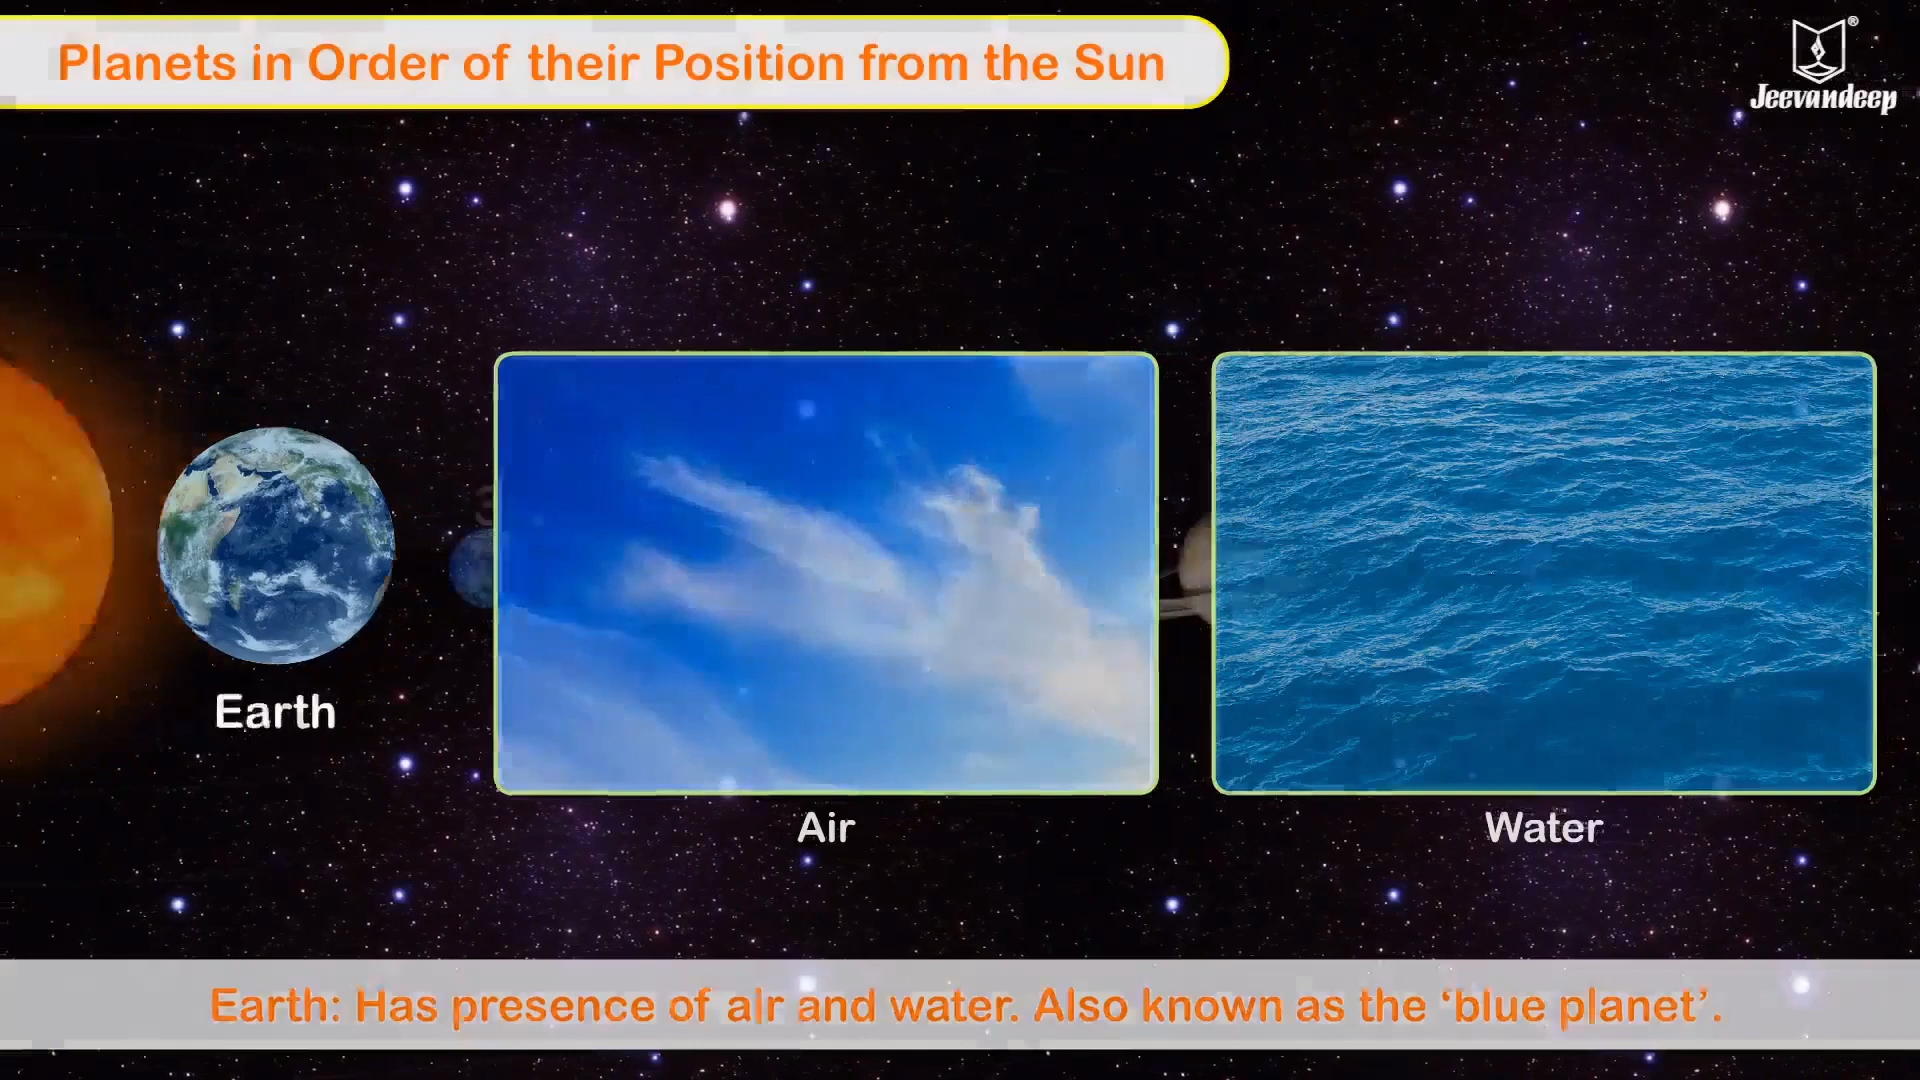 Planets in Order of their Position from the Sun
Jeevandeep®
3
Earth
Air
Water
Earth: Has presence of air and water. Also known as the ‘blue planet’.